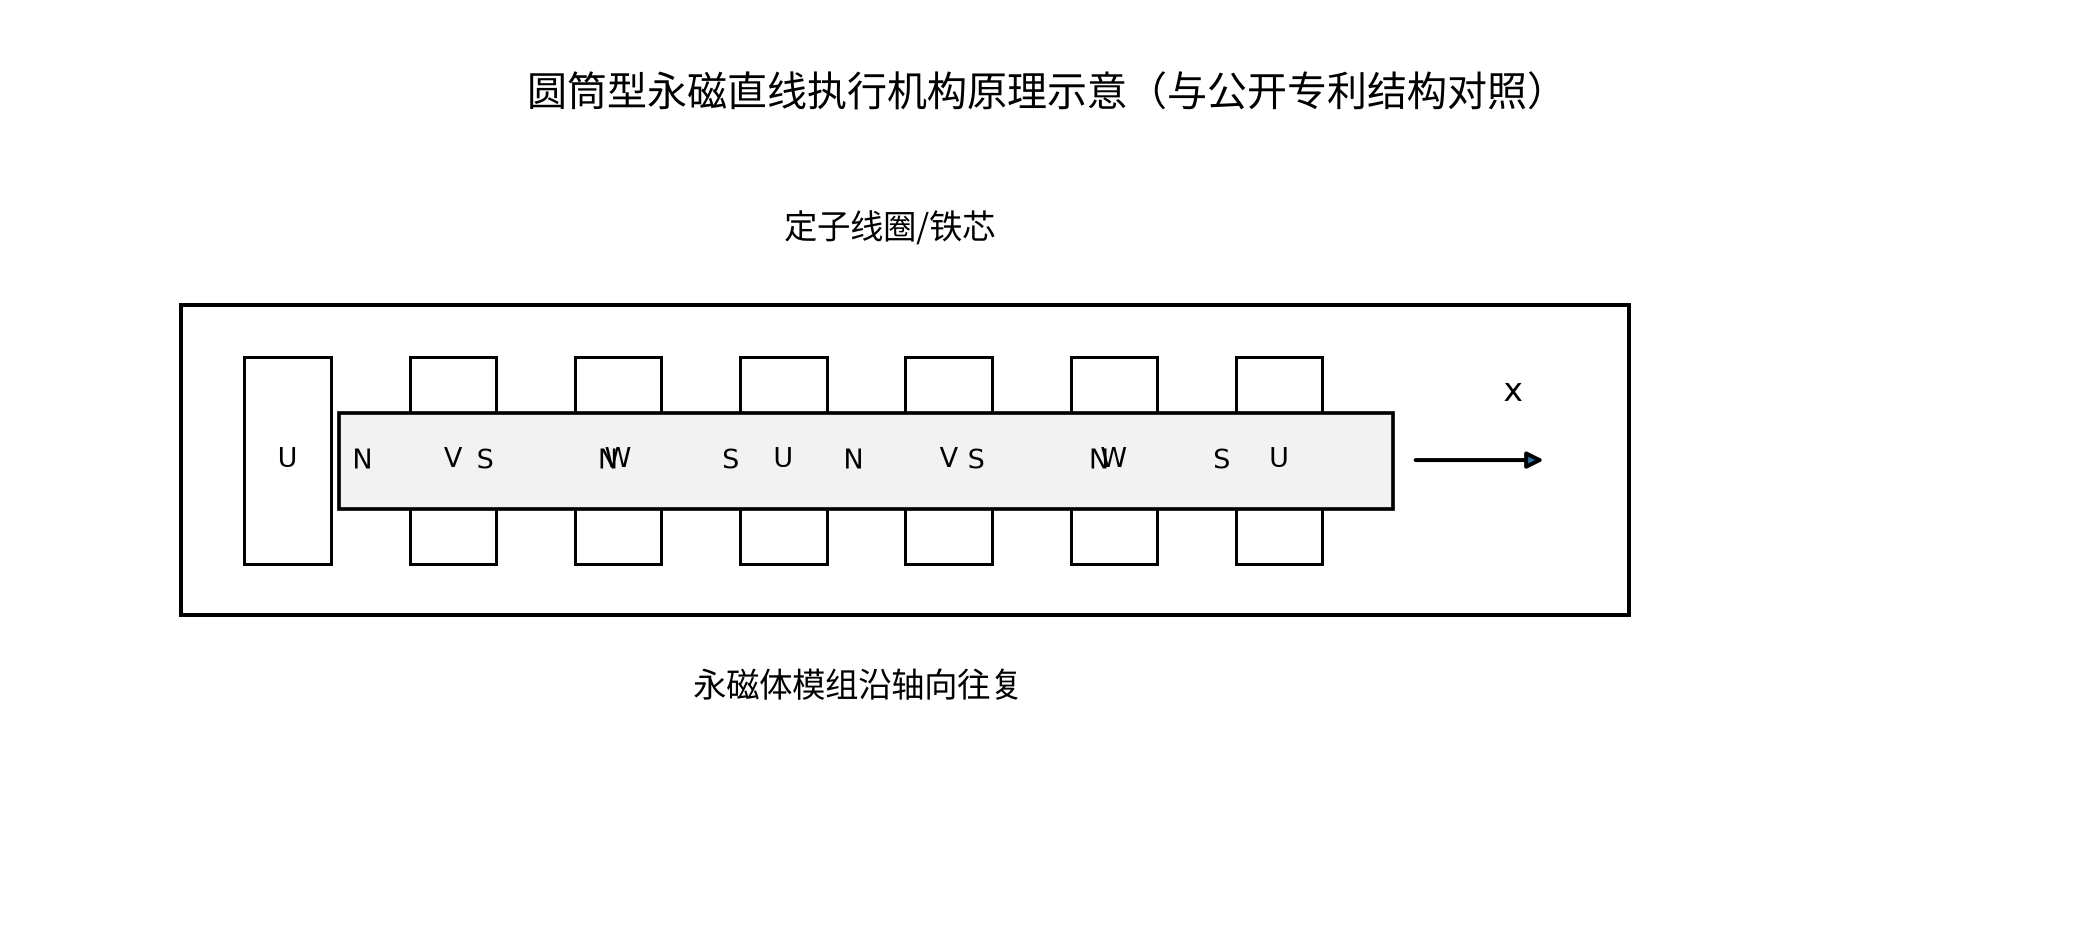 圆筒型永磁直线执行机构原理示意（与公开专利结构对照）
定子线圈/铁芯
x
U N V S N W S U N V S N W S U
永磁体模组沿轴向往复